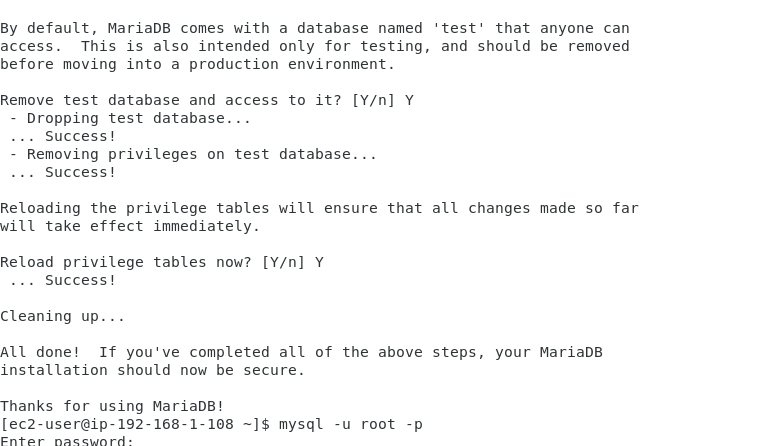 By default, MariaDB comes with a database named 'test' that anyone can
access.  This is also intended only for testing, and should be removed
before moving into a production environment.
Remove test database and access to it? [Y/n] Y
 - Dropping test database...
 ... Success!
 - Removing privileges on test database...
 ... Success!
Reloading the privilege tables will ensure that all changes made so far
will take effect immediately.
Reload privilege tables now? [Y/n] Y
 ... Success!
Cleaning up...
All done!  If you've completed all of the above steps, your MariaDB
installation should now be secure.
Thanks for using MariaDB!
[ec2-user@ip-192-168-1-108 ~]$ mysql -u root -p
Enter password: